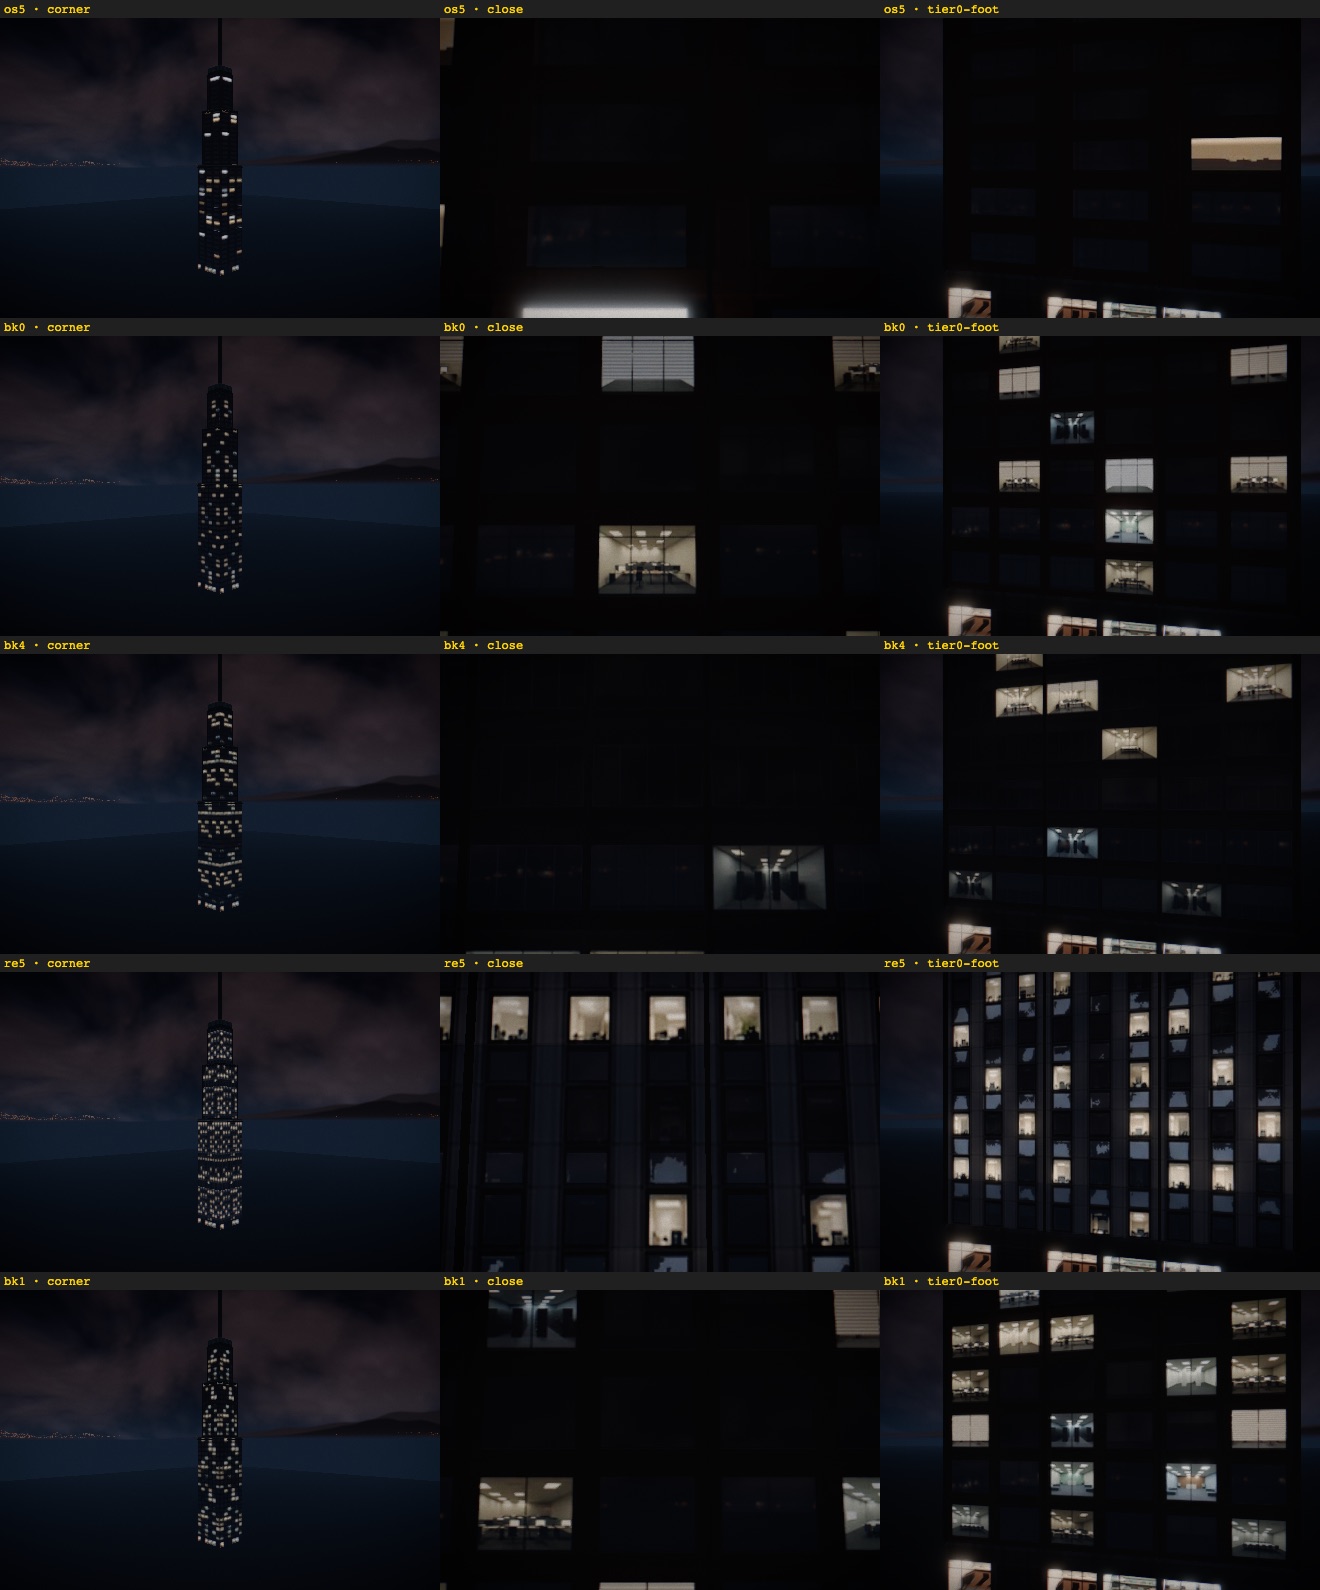 os5 · corner
os5 · close
os5 · tier0-foot
bk0 · corner
bk0 · close
bk0 · tier0-foot
bk4 · corner
bk4 · close
bk4 · tier0-foot
re5 · corner
re5 · close
re5 · tier0-foot
bk1 · corner
bk1 · close
bk1 · tier0-foot